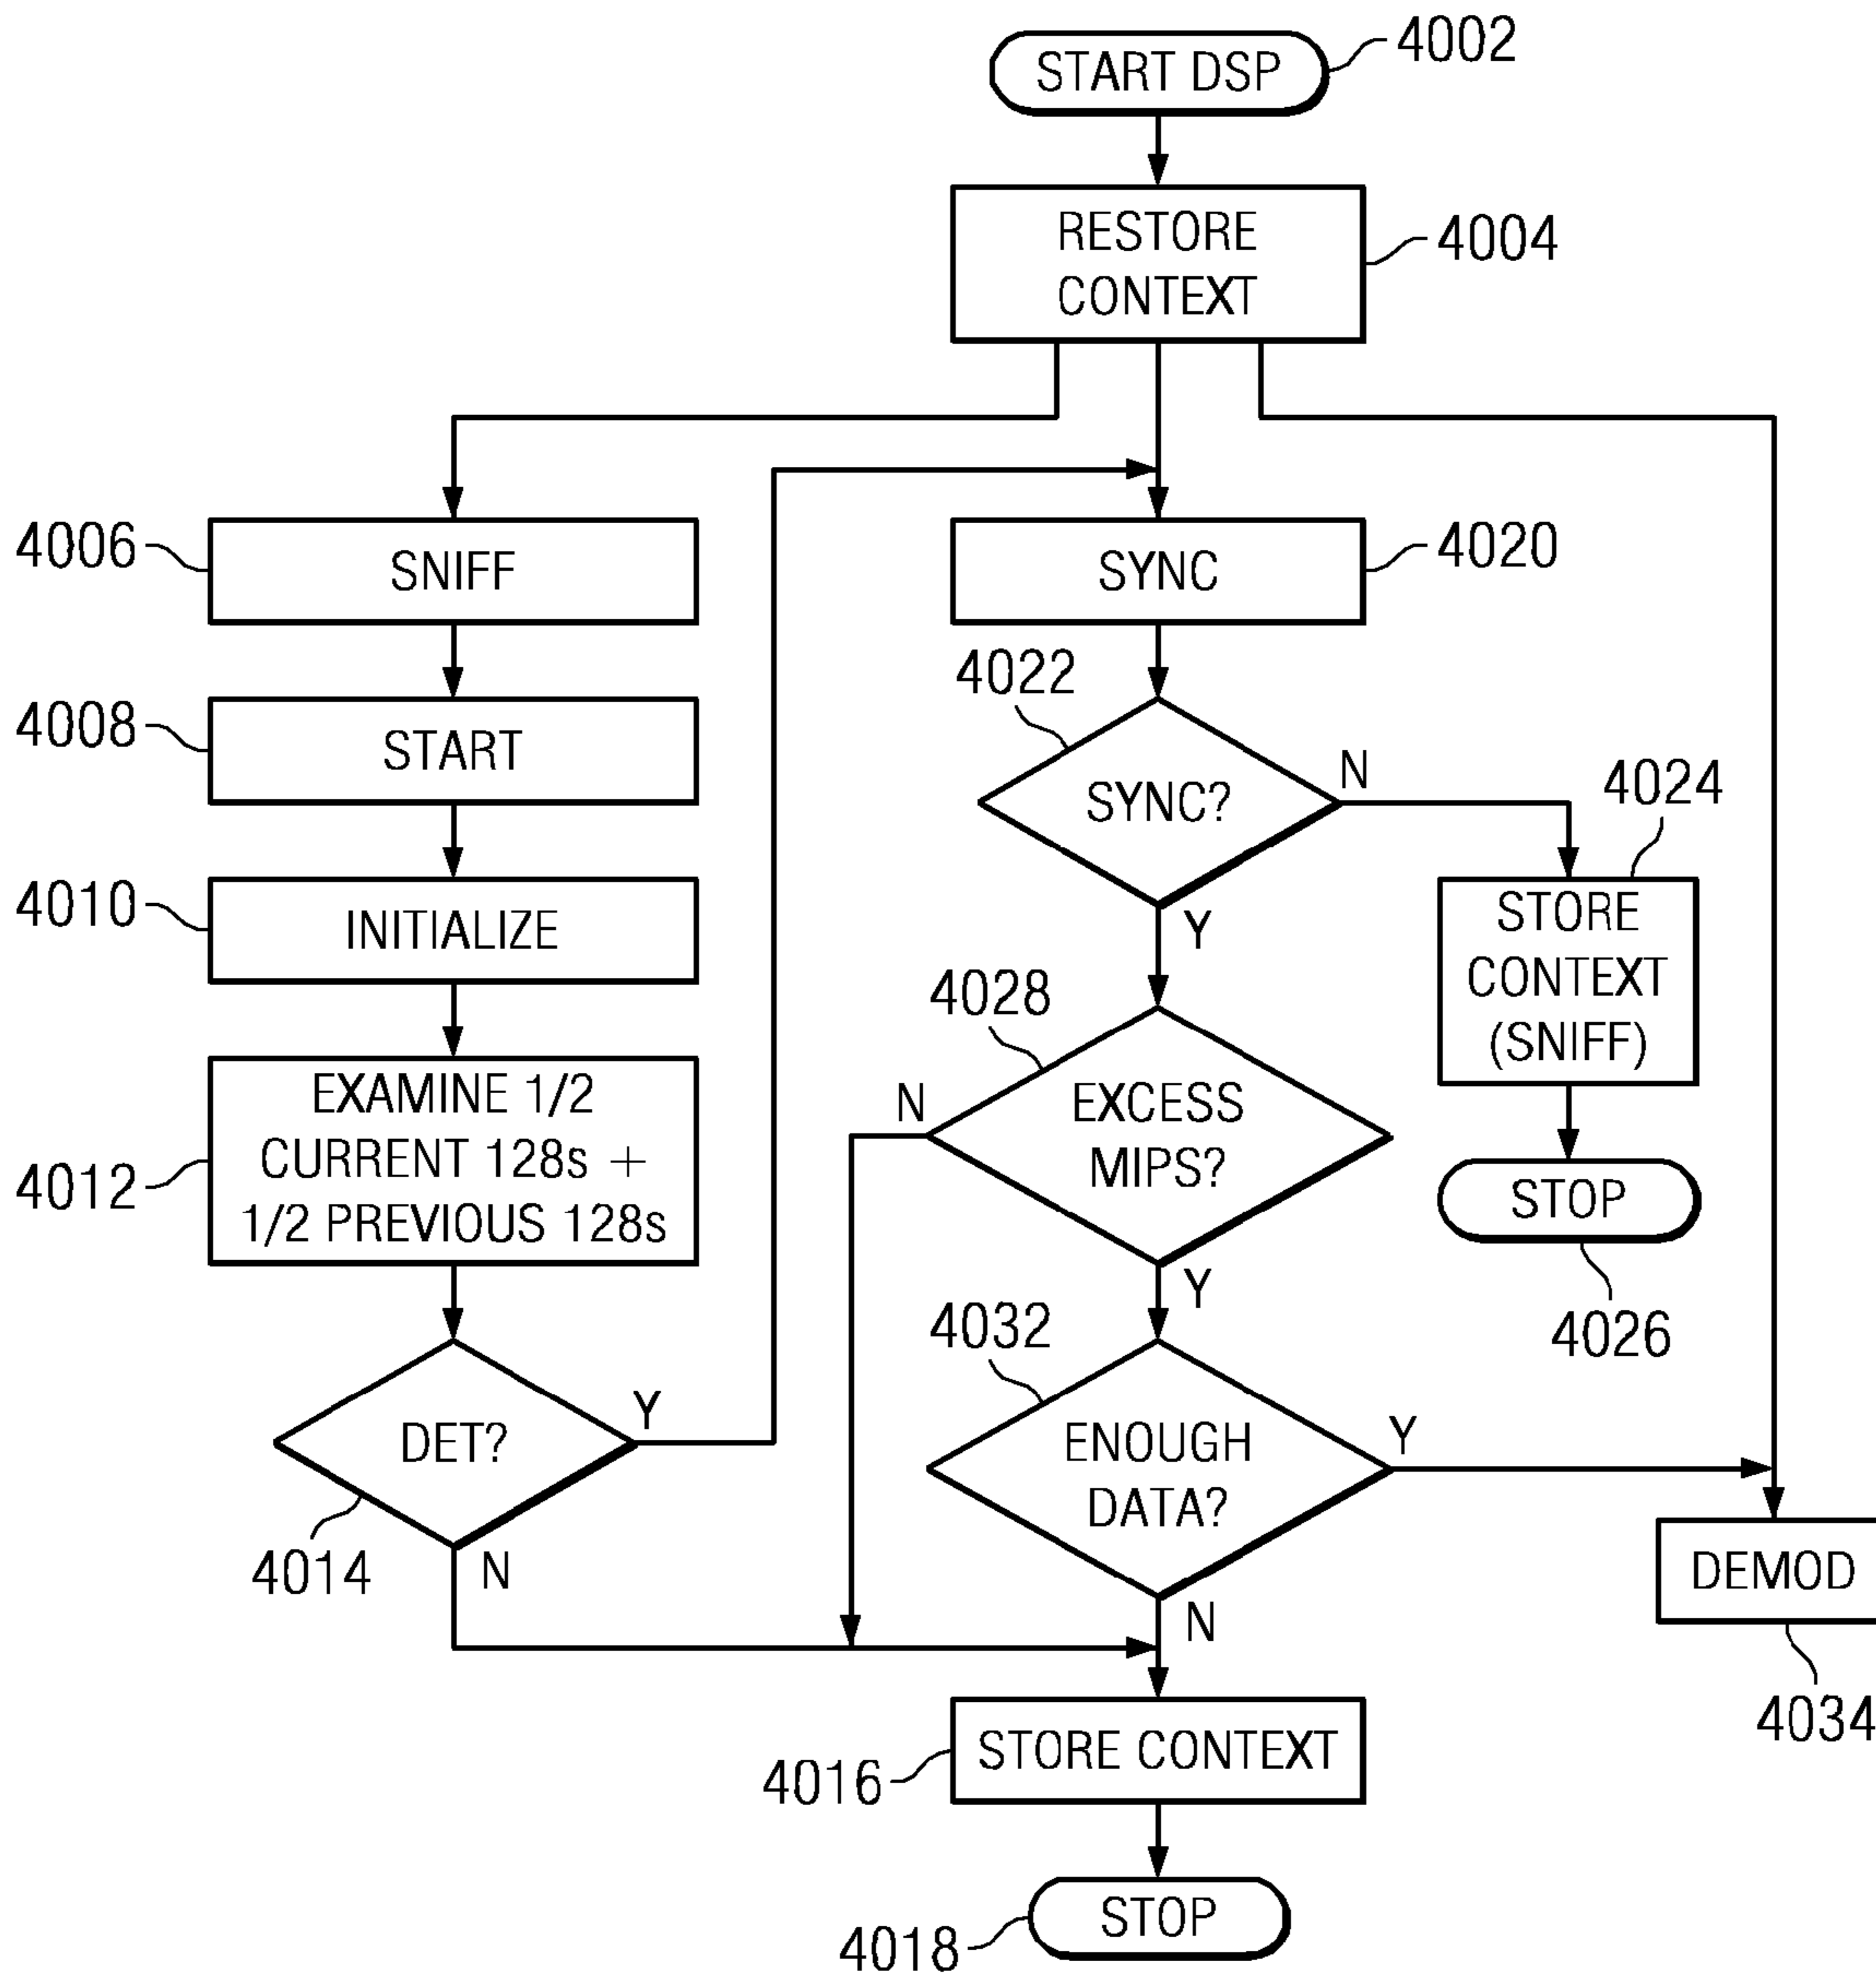 START DSP
4002
RESTORE
CONTEXT
4004
4006
SNIFF
SYNC
4020
4008
START
4022
SYNC?
N
Y
4024
STORE
CONTEXT
(SNIFF)
4010
INITIALIZE
4028
EXCESS
MIPS?
N
Y
STOP
4026
4012
EXAMINE 1/2
CURRENT 128s +
1/2 PREVIOUS 128s
4032
ENOUGH
DATA?
Y
N
DET?
Y
4014
N
DEMOD
4034
4016
STORE CONTEXT
STOP
4018